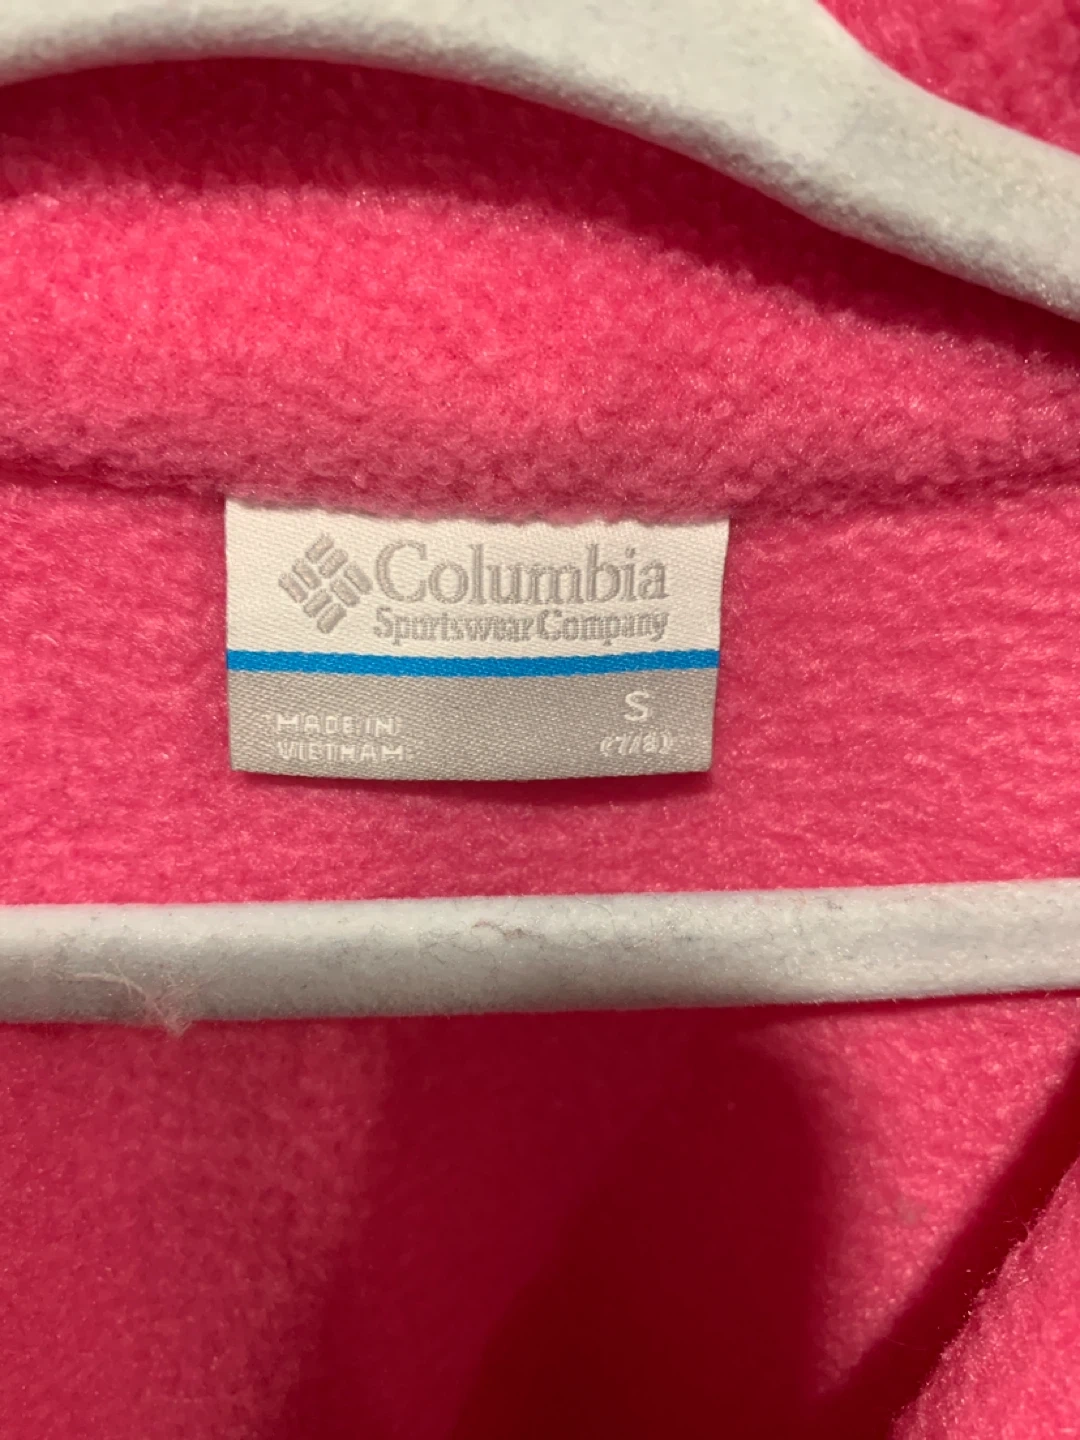 Columbia
Sportswear Company
MADE IN
VIETNAM
S
(7/8)